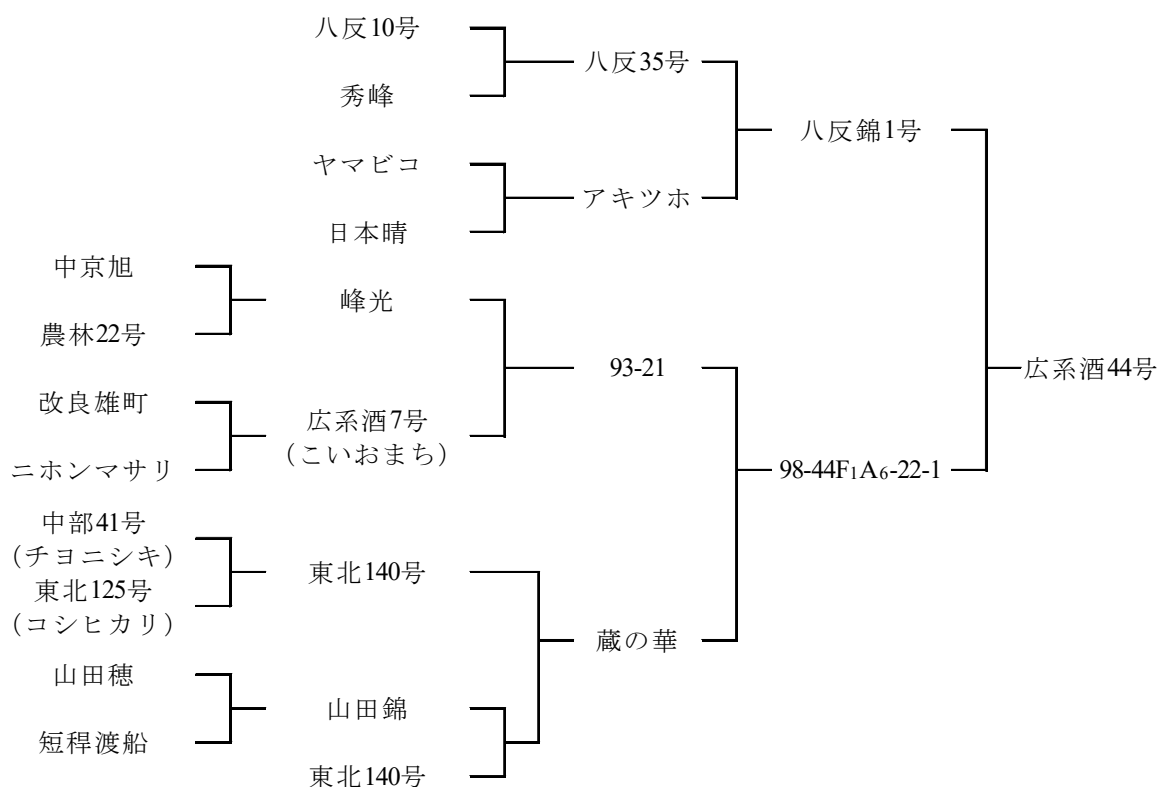 八反10号
八反35号
秀峰
八反錦1号
ヤマビコ
アキツホ
日本晴
中京旭
峰光
農林22号
93-21
広系酒44号
改良雄町
広系酒7号
(こいおまち)
ニホンマサリ
98-44F₁A₆-22-1
中部41号
(チヨニシキ)
東北140号
東北125号
(コシヒカリ)
蔵の華
山田穂
山田錦
短稈渡船
東北140号